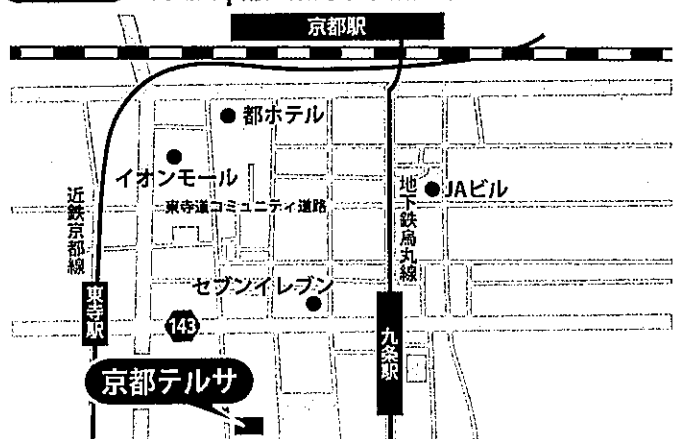 京都駅
都ホテル
イオンモール
JAビル
東寺道コミュニティ道路
近鉄京都線
地下鉄烏丸線
セブンイレブン
東寺駅
143
九条駅
京都テルサ